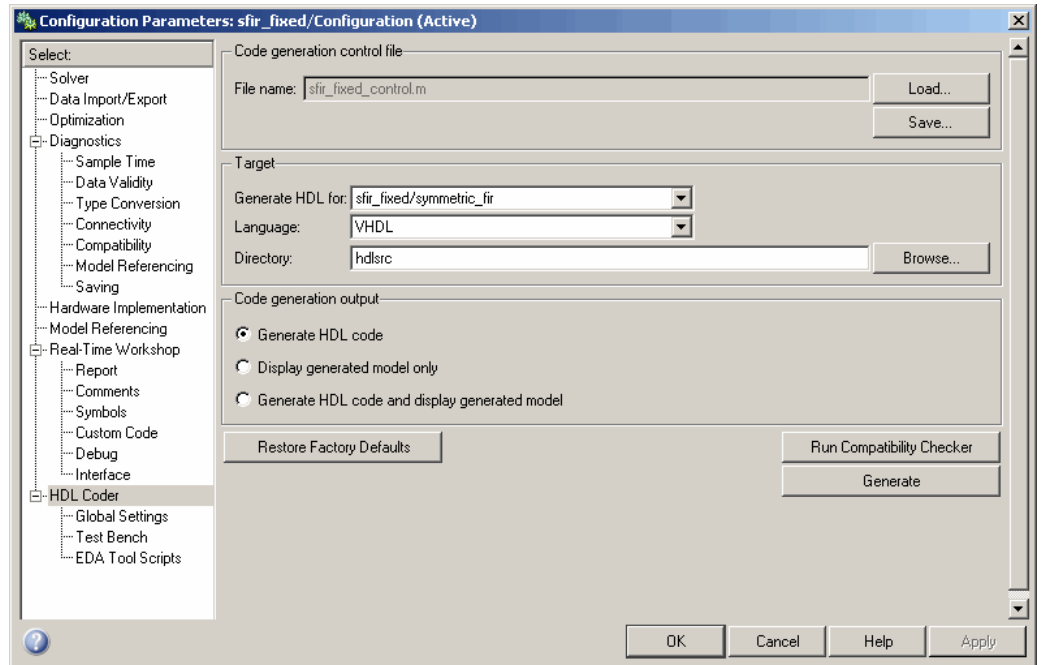 Configuration Parameters: sfir_fixed/Configuration (Active)
Select:
Solver
Data Import/Export
Optimization
Diagnostics
Sample Time
Data Validity
Type Conversion
Connectivity
Compatibility
Model Referencing
Saving
Hardware Implementation
Model Referencing
Real-Time Workshop
Report
Comments
Symbols
Custom Code
Debug
Interface
HDL Coder
Global Settings
Test Bench
EDA Tool Scripts
Code generation control file
File name: sfir_fixed_control.m
Load...
Save...
Target
Generate HDL for: sfir_fixed/symmetric_fir
Language: VHDL
Directory: hdlsrc Browse...
Code generation output
Generate HDL code
Display generated model only
Generate HDL code and display generated model
Restore Factory Defaults
Run Compatibility Checker
Generate
? OK Cancel Help Apply